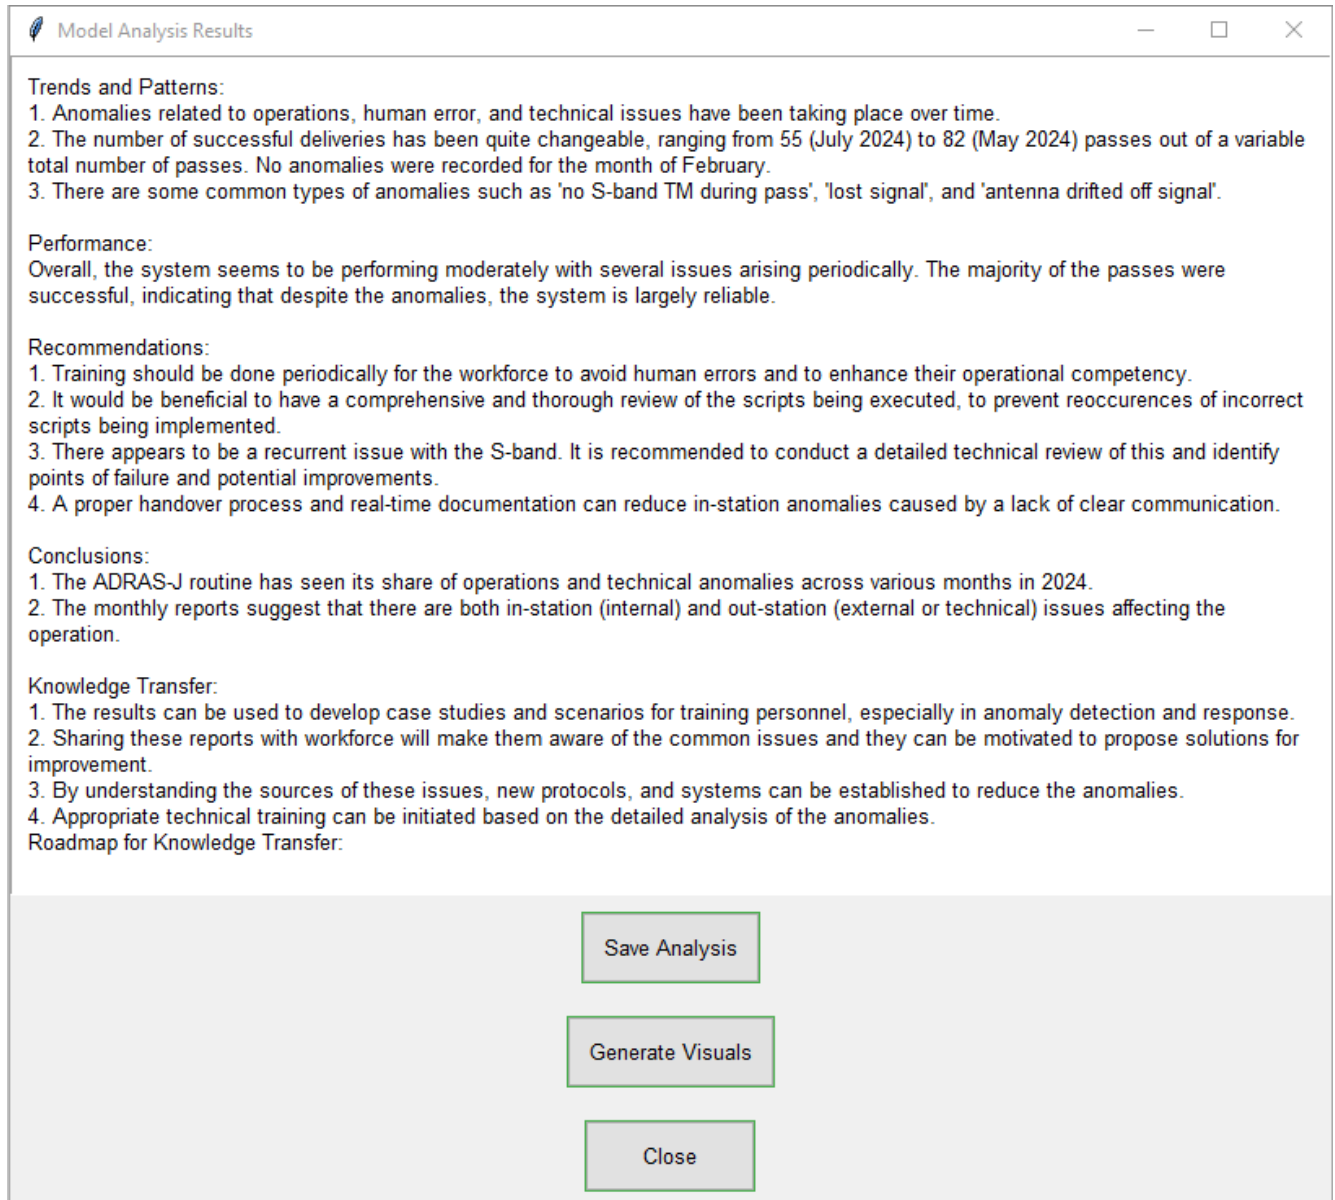 Model Analysis Results
Trends and Patterns:
1. Anomalies related to operations, human error, and technical issues have been taking place over time.
2. The number of successful deliveries has been quite changeable, ranging from 55 (July 2024) to 82 (May 2024) passes out of a variable
total number of passes. No anomalies were recorded for the month of February.
3. There are some common types of anomalies such as 'no S-band TM during pass', 'lost signal', and 'antenna drifted off signal'.
Performance:
Overall, the system seems to be performing moderately with several issues arising periodically. The majority of the passes were
successful, indicating that despite the anomalies, the system is largely reliable.
Recommendations:
1. Training should be done periodically for the workforce to avoid human errors and to enhance their operational competency.
2. It would be beneficial to have a comprehensive and thorough review of the scripts being executed, to prevent reoccurences of incorrect
scripts being implemented.
3. There appears to be a recurrent issue with the S-band. It is recommended to conduct a detailed technical review of this and identify
points of failure and potential improvements.
4. A proper handover process and real-time documentation can reduce in-station anomalies caused by a lack of clear communication.
Conclusions:
1. The ADRAS-J routine has seen its share of operations and technical anomalies across various months in 2024.
2. The monthly reports suggest that there are both in-station (internal) and out-station (external or technical) issues affecting the
operation.
Knowledge Transfer:
1. The results can be used to develop case studies and scenarios for training personnel, especially in anomaly detection and response.
2. Sharing these reports with workforce will make them aware of the common issues and they can be motivated to propose solutions for
improvement.
3. By understanding the sources of these issues, new protocols, and systems can be established to reduce the anomalies.
4. Appropriate technical training can be initiated based on the detailed analysis of the anomalies.
Roadmap for Knowledge Transfer:
Save Analysis
Generate Visuals
Close